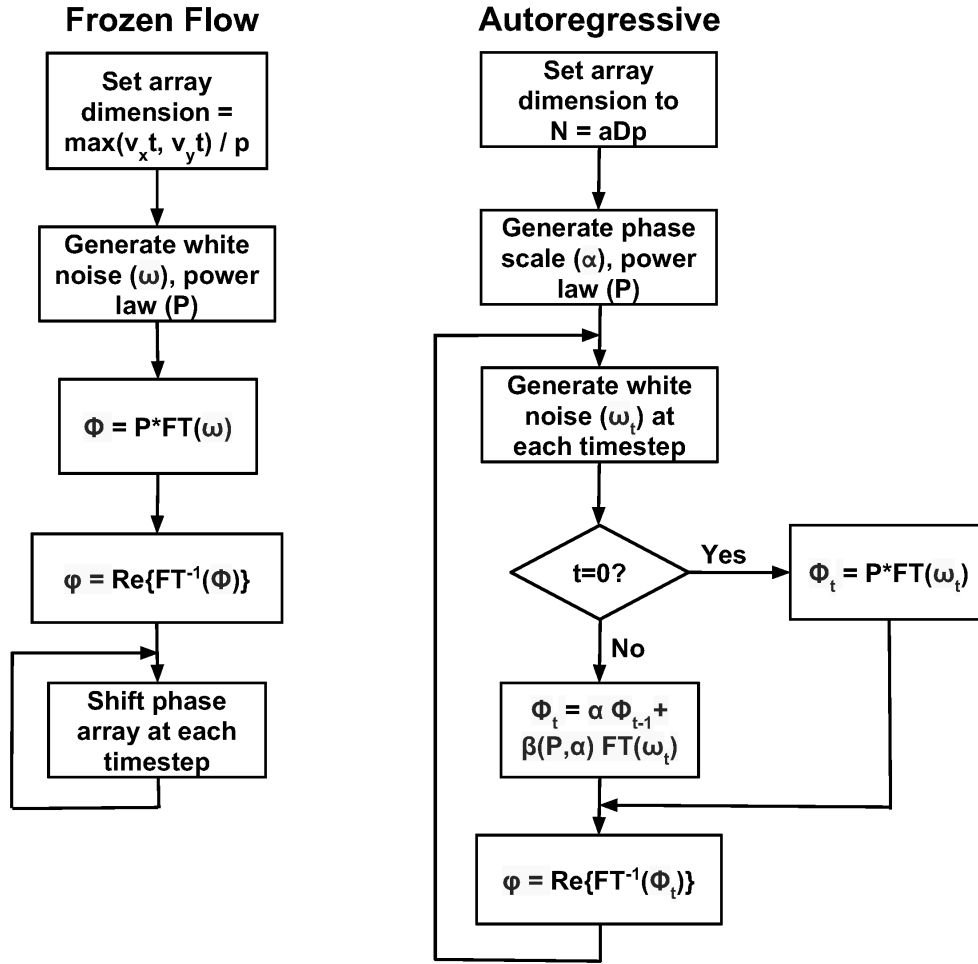 Frozen Flow
Set array
dimension =
max(vₓt, v_yt) / p
Generate white
noise (ω), power
law (P)
Φ = P*FT(ω)
φ = Re{FT⁻¹(Φ)}
Shift phase
array at each
timestep
Autoregressive
Set array
dimension to
N = aDp
Generate phase
scale (α), power
law (P)
Generate white
noise (ωₜ) at
each timestep
t=0?
Yes
Φₜ = P*FT(ωₜ)
No
Φₜ = α Φₜ₋₁+
β(P,α) FT(ωₜ)
φ = Re{FT⁻¹(Φₜ)}